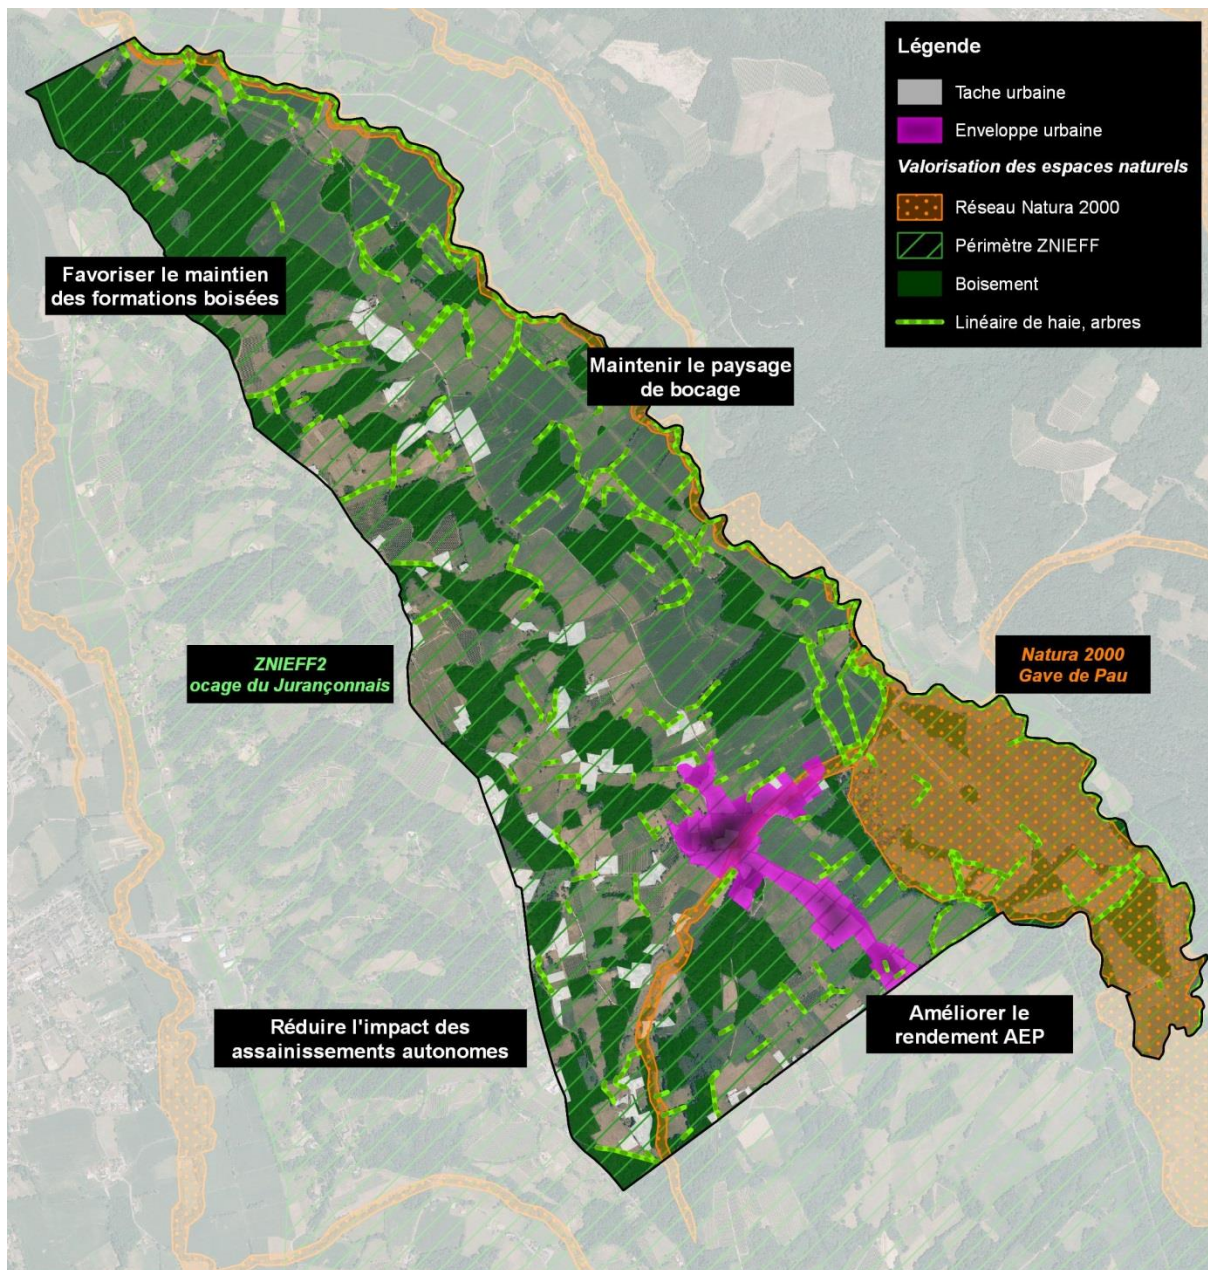 Légende
Tache urbaine
Enveloppe urbaine
Valorisation des espaces naturels
Réseau Natura 2000
Périmètre ZNIEFF
Boisement
Linéaire de haie, arbres
Favoriser le maintien
des formations boisées
Maintenir le paysage
de bocage
ZNIEFF2
ocage du Jurançonnais
Natura 2000
Gave de Pau
Réduire l'impact des
assainissements autonomes
Améliorer le
rendement AEP